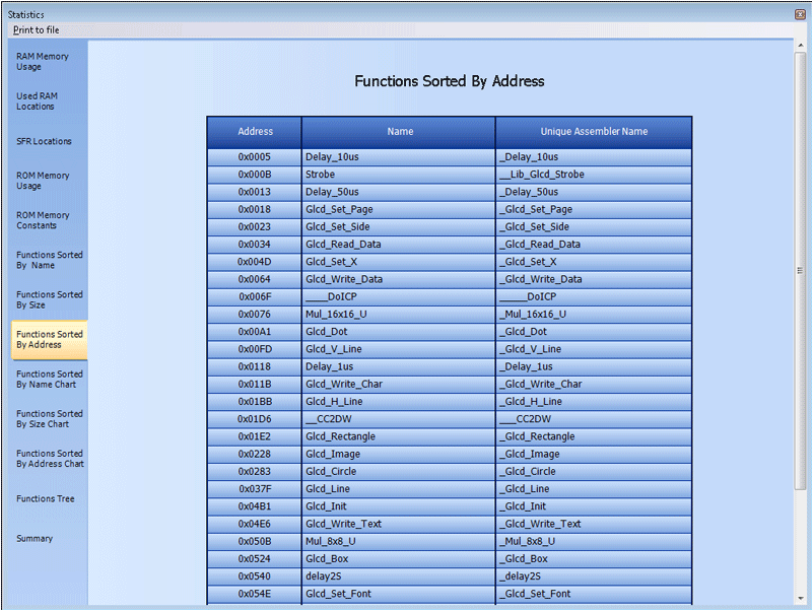 Statistics
Print to file
RAM Memory
Usage
Used RAM
Locations
SFR Locations
ROM Memory
Usage
ROM Memory
Constants
Functions Sorted
By Name
Functions Sorted
By Size
Functions Sorted
By Address
Functions Sorted
By Name Chart
Functions Sorted
By Size Chart
Functions Sorted
By Address Chart
Functions Tree
Summary
Functions Sorted By Address
Address Name Unique Assembler Name
0x0005 Delay_10us _Delay_10us
0x000B Strobe __Lib_Glcd_Strobe
0x0013 Delay_50us _Delay_50us
0x0018 Glcd_Set_Page _Glcd_Set_Page
0x0023 Glcd_Set_Side _Glcd_Set_Side
0x0034 Glcd_Read_Data _Glcd_Read_Data
0x004D Glcd_Set_X _Glcd_Set_X
0x0064 Glcd_Write_Data _Glcd_Write_Data
0x006F ____DoICP _____DoICP
0x0076 Mul_16x16_U _Mul_16x16_U
0x00A1 Glcd_Dot _Glcd_Dot
0x00FD Glcd_V_Line _Glcd_V_Line
0x0118 Delay_1us _Delay_1us
0x011B Glcd_Write_Char _Glcd_Write_Char
0x01BB Glcd_H_Line _Glcd_H_Line
0x01D6 __CC2DW ___CC2DW
0x01E2 Glcd_Rectangle _Glcd_Rectangle
0x0228 Glcd_Image _Glcd_Image
0x0283 Glcd_Circle _Glcd_Circle
0x037F Glcd_Line _Glcd_Line
0x04B1 Glcd_Init _Glcd_Init
0x04E6 Glcd_Write_Text _Glcd_Write_Text
0x050B Mul_8x8_U _Mul_8x8_U
0x0524 Glcd_Box _Glcd_Box
0x0540 delay2S _delay2S
0x054E Glcd_Set_Font _Glcd_Set_Font